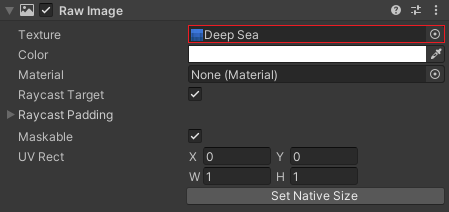 Raw Image
Texture Deep Sea
Color
Material None (Material)
Raycast Target
Raycast Padding
Maskable
UV Rect X 0 Y 0
W 1 H 1
Set Native Size